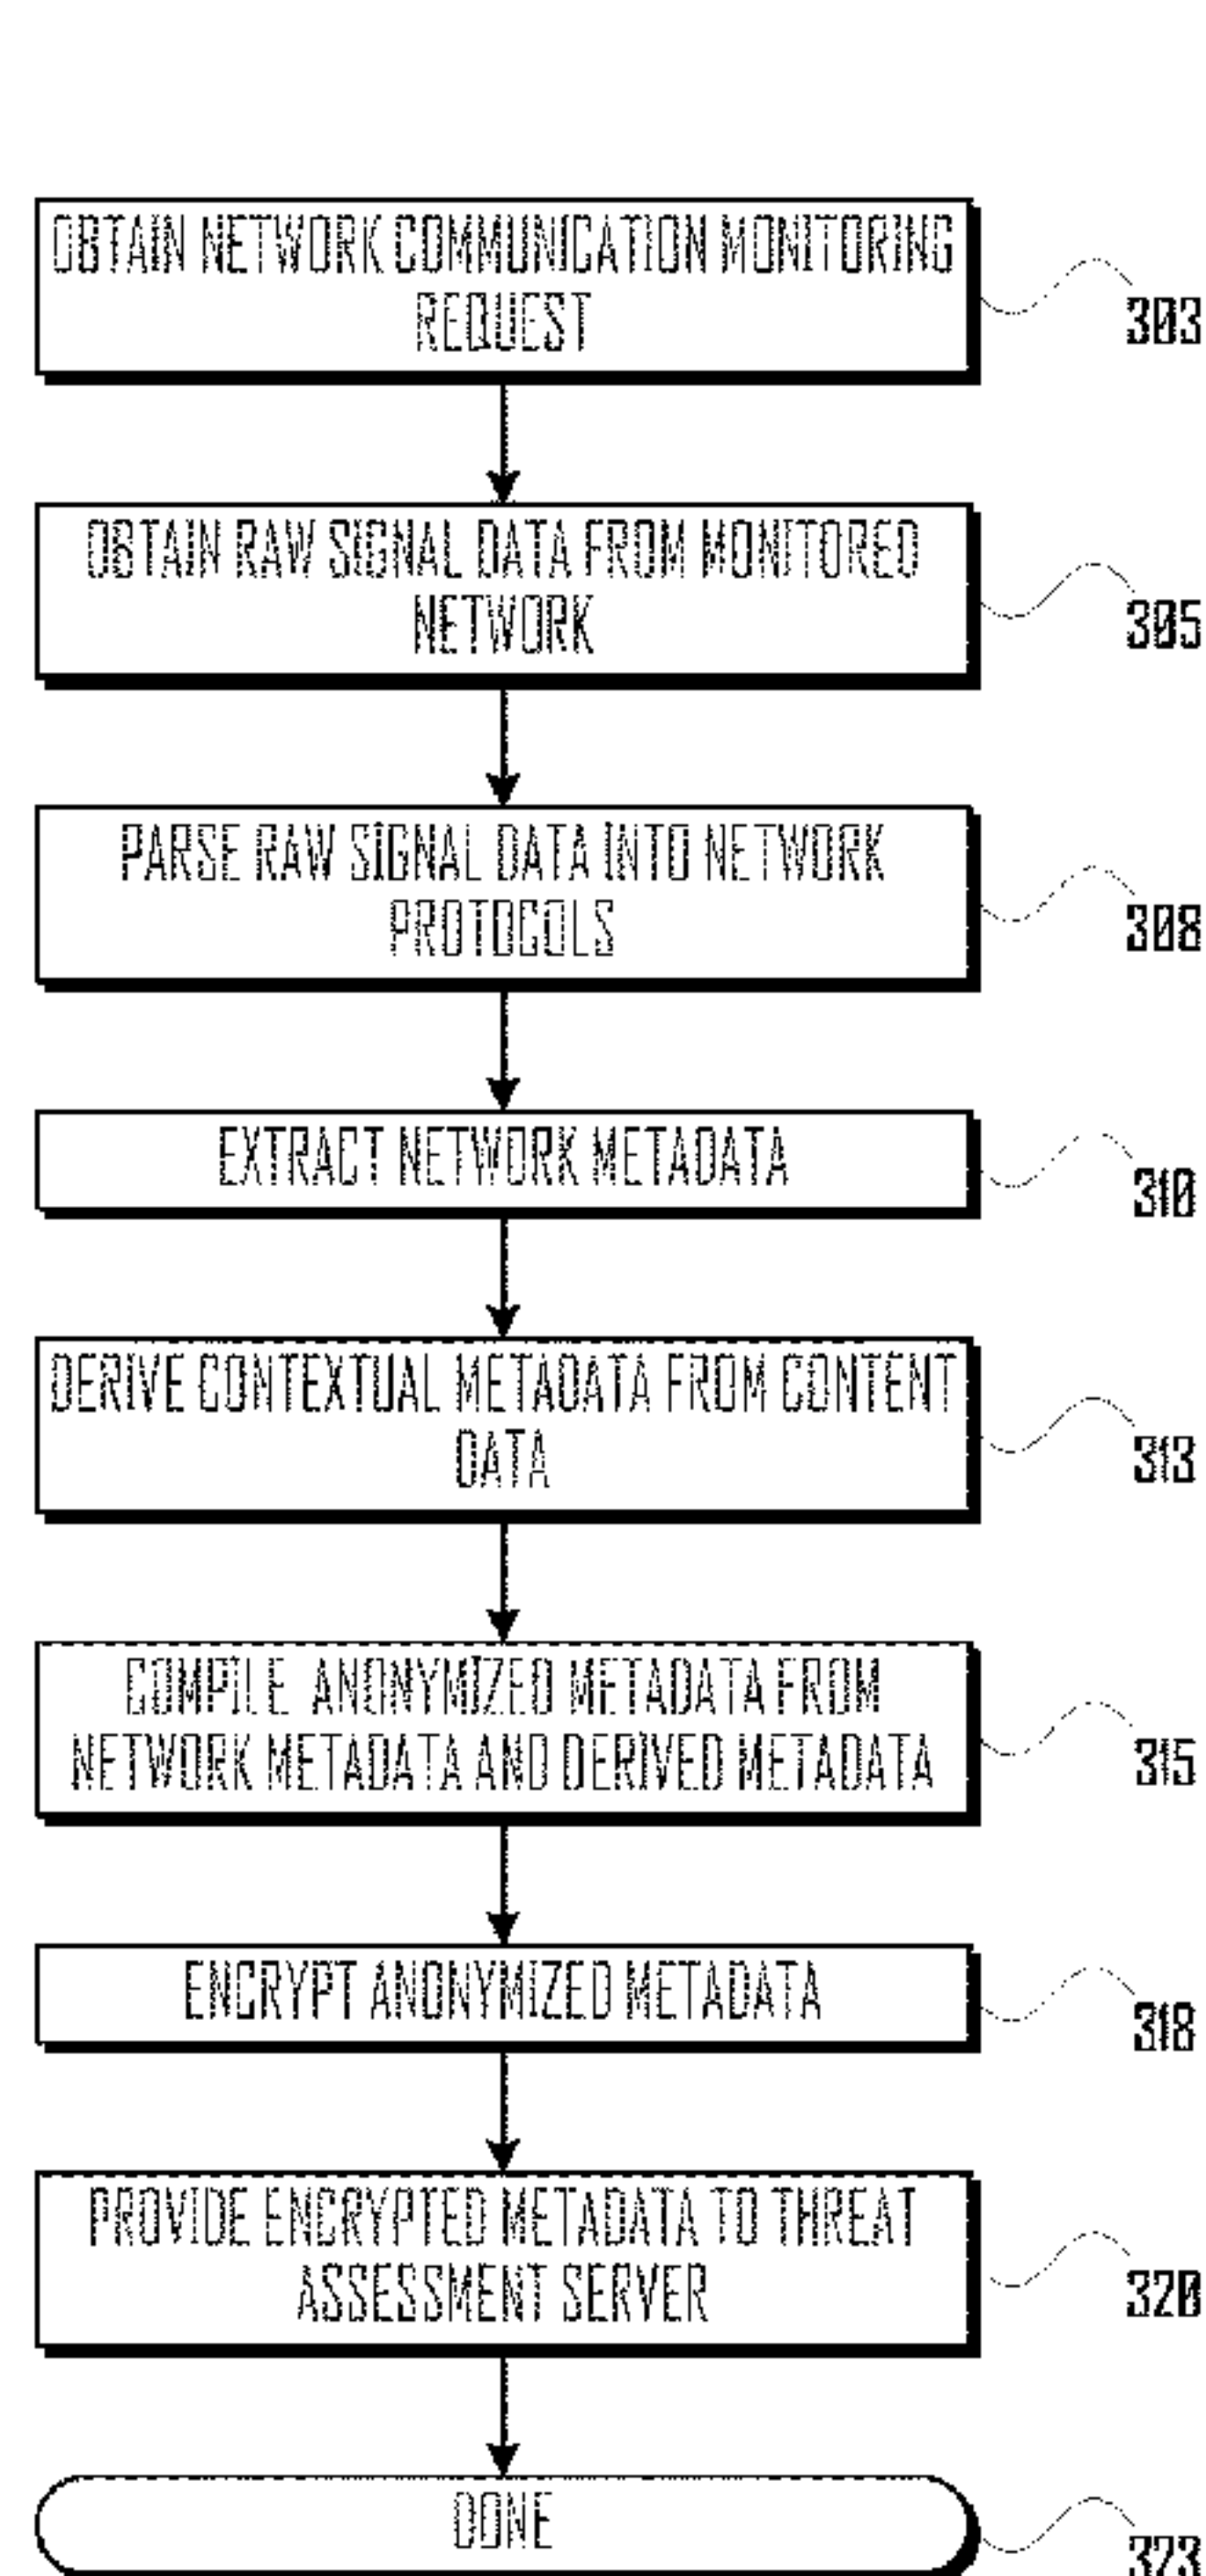 OBTAIN NETWORK COMMUNICATION MONITORING
REQUEST
303
OBTAIN RAW SIGNAL DATA FROM MONITORED
NETWORK
305
PARSE RAW SIGNAL DATA INTO NETWORK
PROTOCOLS
308
EXTRACT NETWORK METADATA
310
DERIVE CONTEXTUAL METADATA FROM CONTENT
DATA
313
COMPILE ANONYMIZED METADATA FROM
NETWORK METADATA AND DERIVED METADATA
315
ENCRYPT ANONYMIZED METADATA
318
PROVIDE ENCRYPTED METADATA TO THREAT
ASSESSMENT SERVER
320
DONE
323